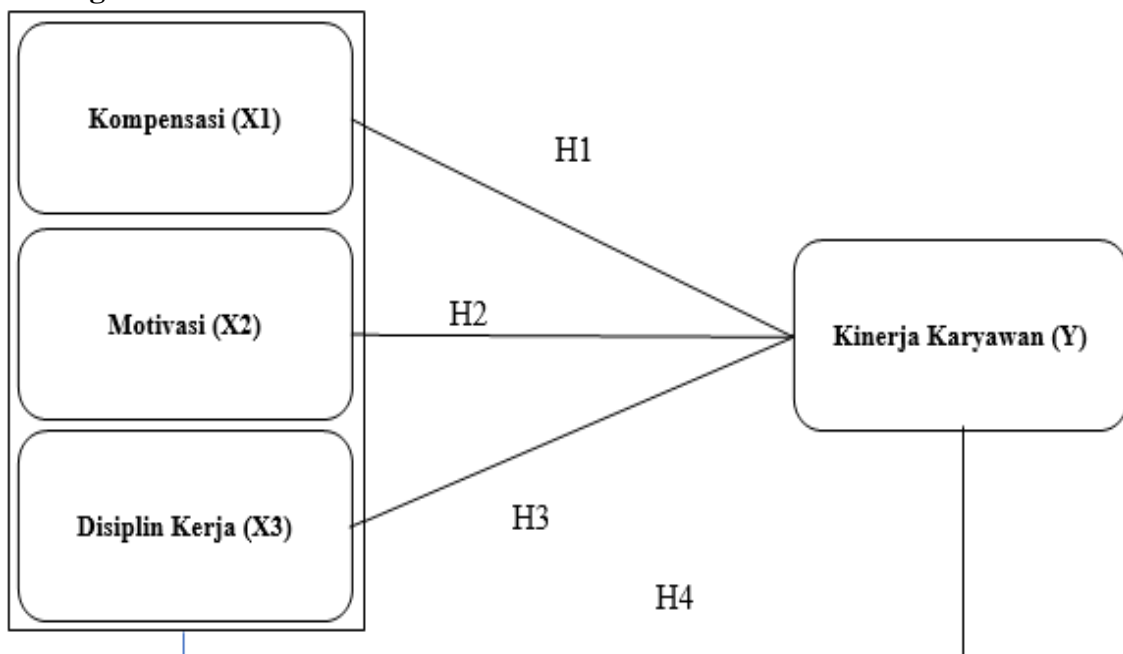 Kompensasi (X1)
H1
Motivasi (X2)
H2
Kinerja Karyawan (Y)
Disiplin Kerja (X3)
H3
H4